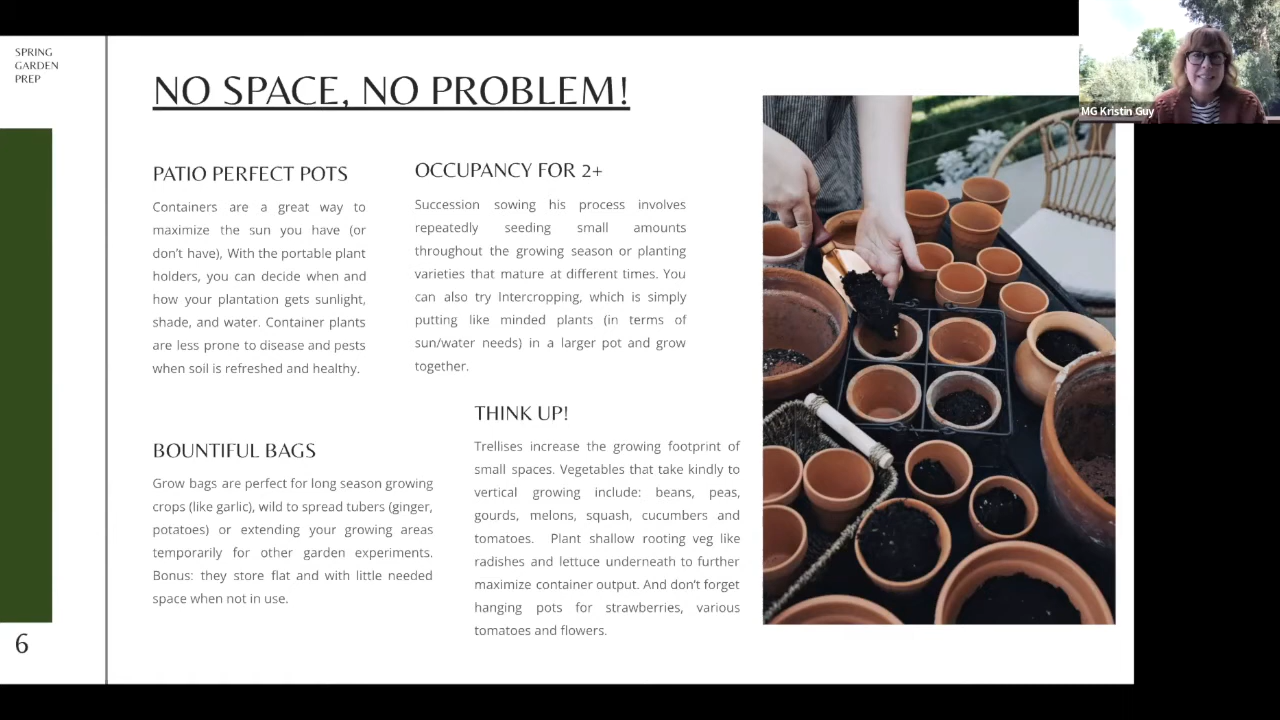 SPRING
GARDEN
PREP
NO SPACE, NO PROBLEM!
MG Kristin Guy
PATIO PERFECT POTS
Containers are a great way to
maximize the sun you have (or
don't have), With the portable plant
holders, you can decide when and
how your plantation gets sunlight,
shade, and water. Container plants
are less prone to disease and pests
when soil is refreshed and healthy.
OCCUPANCY FOR 2+
Succession sowing his process involves
repeatedly seeding small amounts
throughout the growing season or planting
varieties that mature at different times. You
can also try Intercropping, which is simply
putting like minded plants (in terms of
sun/water needs) in a larger pot and grow
together.
BOUNTIFUL BAGS
Grow bags are perfect for long season growing
crops (like garlic), wild to spread tubers (ginger,
potatoes) or extending your growing areas
temporarily for other garden experiments.
Bonus: they store flat and with little needed
space when not in use.
THINK UP!
Trellises increase the growing footprint of
small spaces. Vegetables that take kindly to
vertical growing include: beans, peas,
gourds, melons, squash, cucumbers and
tomatoes. Plant shallow rooting veg like
radishes and lettuce underneath to further
maximize container output. And don't forget
hanging pots for strawberries, various
tomatoes and flowers.
6